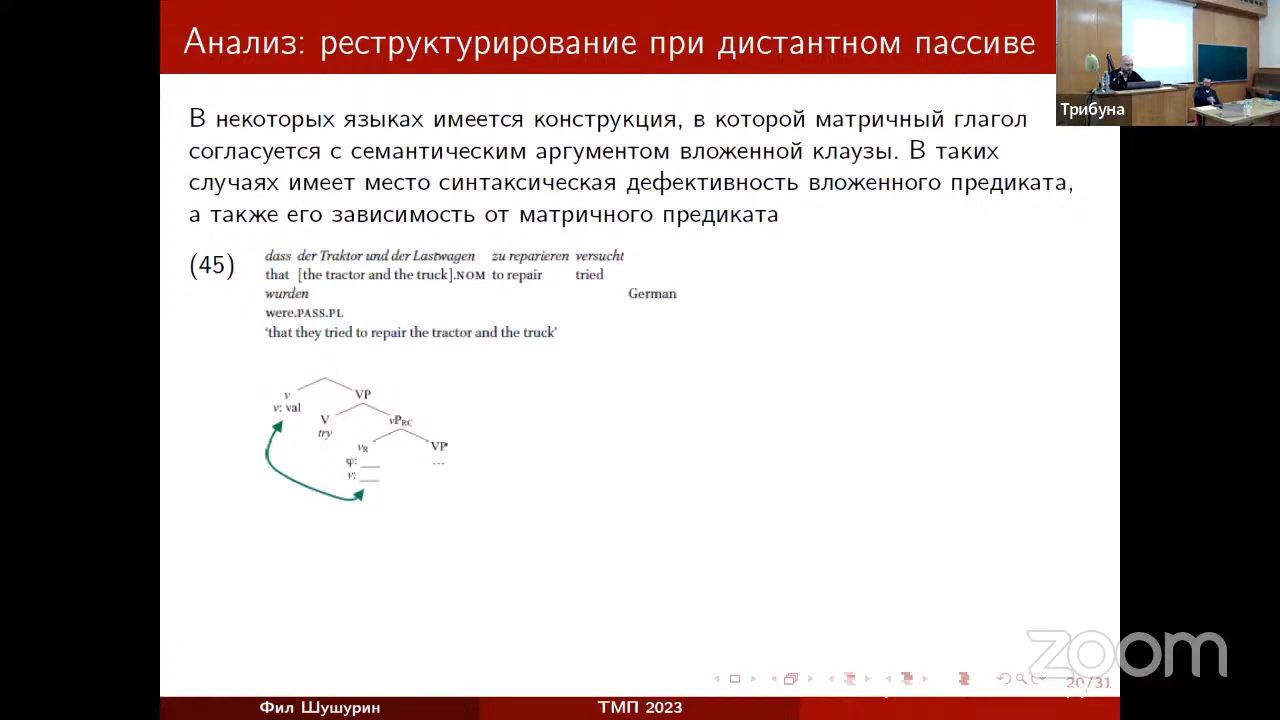 Анализ: реструктурирование при дистантном пассиве
Трибуна
В некоторых языках имеется конструкция, в которой матричный глагол
согласуется с семантическим аргументом вложенной клаузы. В таких
случаях имеет место синтаксическая дефективность вложенного предиката,
а также его зависимость от матричного предиката
(45)
dass der Traktor und der Lastwagen zu reparieren versucht
that [the tractor and the truck].NOM to repair tried
wurden German
were.PASS.PL
'that they tried to repair the tractor and the truck'
v VP
v: val
V vPRC
try
vR VP
φ: __ ...
v: __
zoom
20/31
Фил Шушурин ТМП 2023